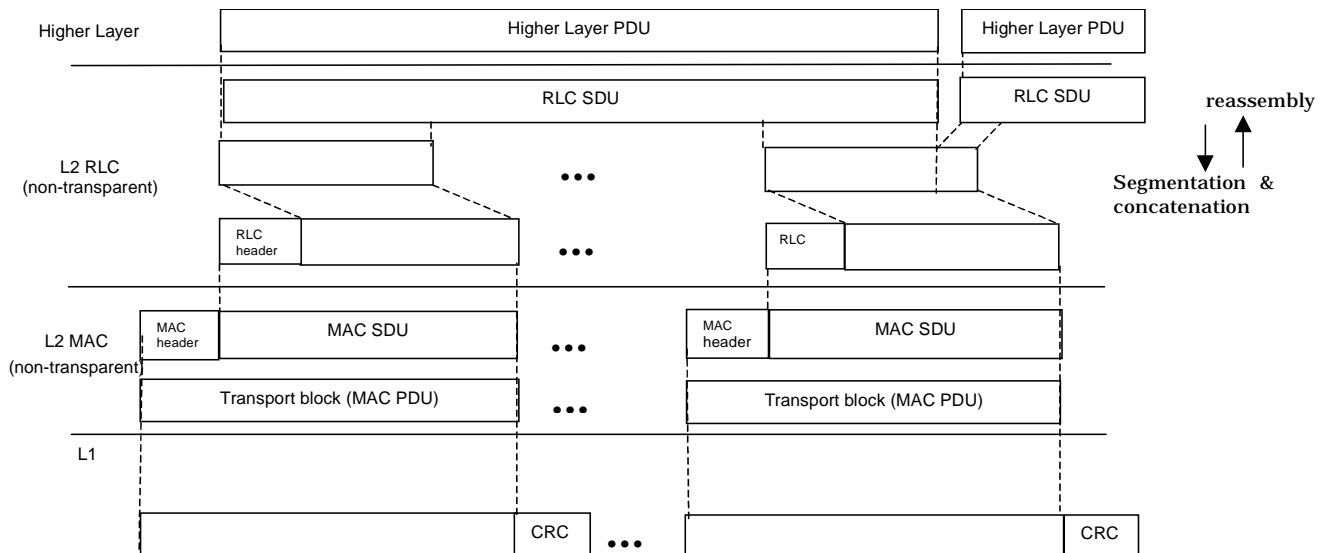 Higher Layer
Higher Layer PDU
Higher Layer PDU
RLC SDU
RLC SDU
reassembly
L2 RLC
(non-transparent)
•••
Segmentation &
concatenation
RLC
header
•••
RLC
L2 MAC
(non-transparent)
MAC
header
MAC SDU
•••
MAC
header
MAC SDU
Transport block (MAC PDU)
•••
Transport block (MAC PDU)
L1
CRC
•••
CRC